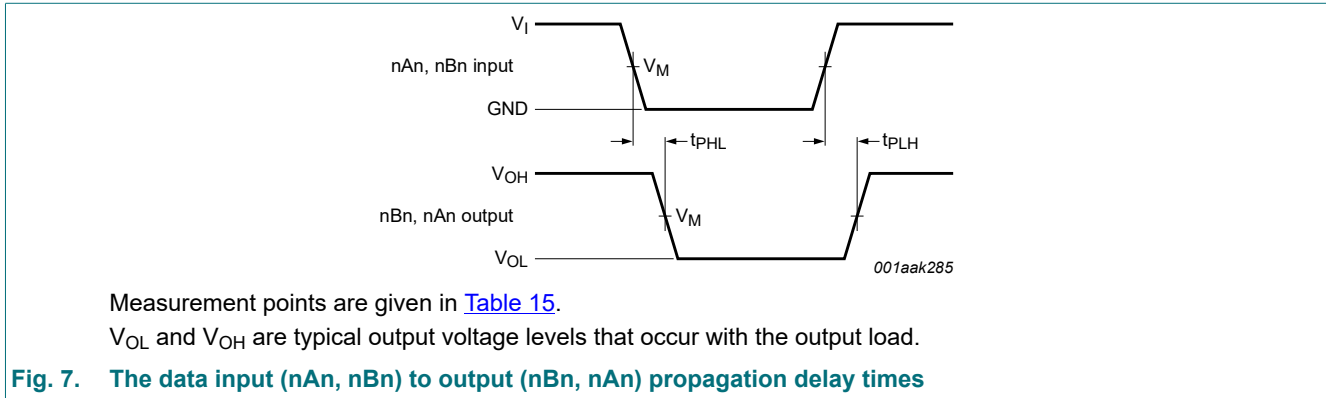 VI
nAn, nBn input
VM
GND
tPHL
tPLH
VOH
nBn, nAn output
VM
VOL
001aak285
Measurement points are given in Table 15.
VOL and VOH are typical output voltage levels that occur with the output load.
Fig. 7. The data input (nAn, nBn) to output (nBn, nAn) propagation delay times